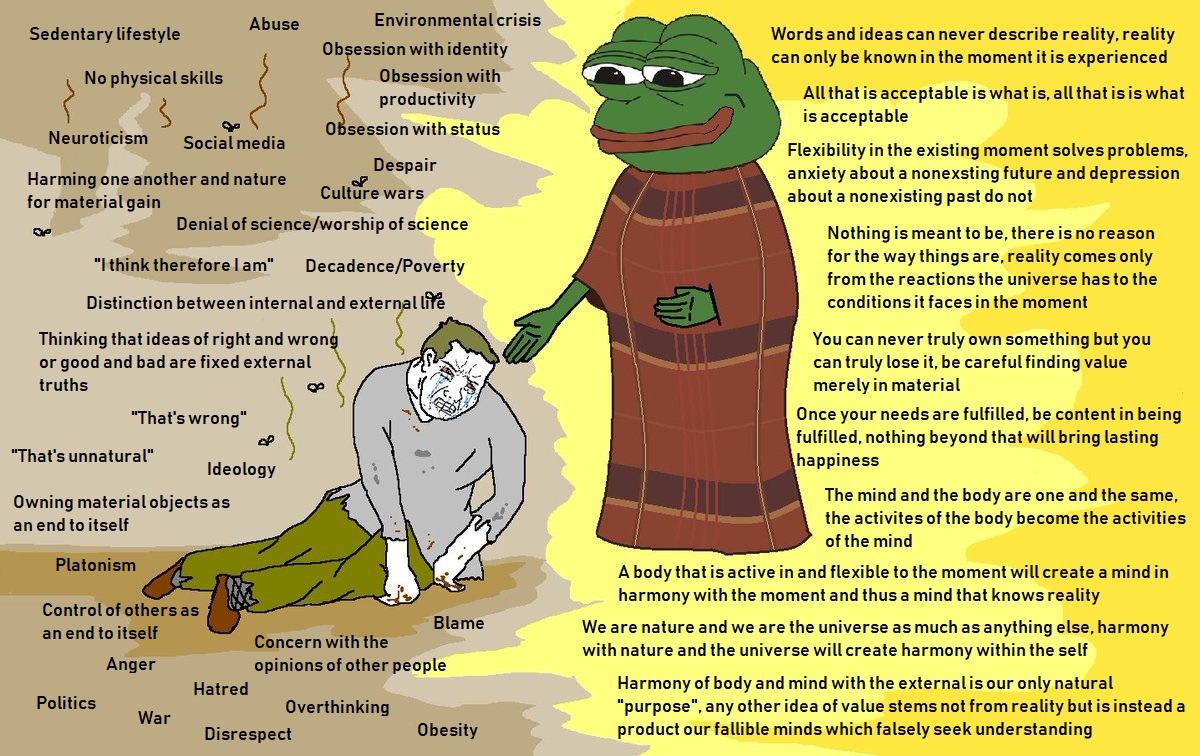 Sedentary lifestyle
Abuse
Environmental crisis
Obsession with identity
No physical skills
Obsession with
productivity
Neuroticism
Social media
Obsession with status
Despair
Harming one another and nature
for material gain
Culture wars
Denial of science/worship of science
"I think therefore I am"
Decadence/Poverty
Distinction between internal and external life
Thinking that ideas of right and wrong
or good and bad are fixed external
truths
"That's wrong"
"That's unnatural"
Ideology
Owning material objects as
an end to itself
Platonism
Control of others as
an end to itself
Blame
Concern with the
opinions of other people
Anger
Hatred
Politics
Overthinking
War
Disrespect
Obesity
Words and ideas can never describe reality, reality
can only be known in the moment it is experienced
All that is acceptable is what is, all that is is what
is acceptable
Flexibility in the existing moment solves problems,
anxiety about a nonexsting future and depression
about a nonexisting past do not
Nothing is meant to be, there is no reason
for the way things are, reality comes only
from the reactions the universe has to the
conditions it faces in the moment
You can never truly own something but you
can truly lose it, be careful finding value
merely in material
Once your needs are fulfilled, be content in being
fulfilled, nothing beyond that will bring lasting
happiness
The mind and the body are one and the same,
the activites of the body become the activities
of the mind
A body that is active in and flexible to the moment will create a mind in
harmony with the moment and thus a mind that knows reality
We are nature and we are the universe as much as anything else, harmony
with nature and the universe will create harmony within the self
Harmony of body and mind with the external is our only natural
"purpose", any other idea of value stems not from reality but is instead a
product our fallible minds which falsely seek understanding